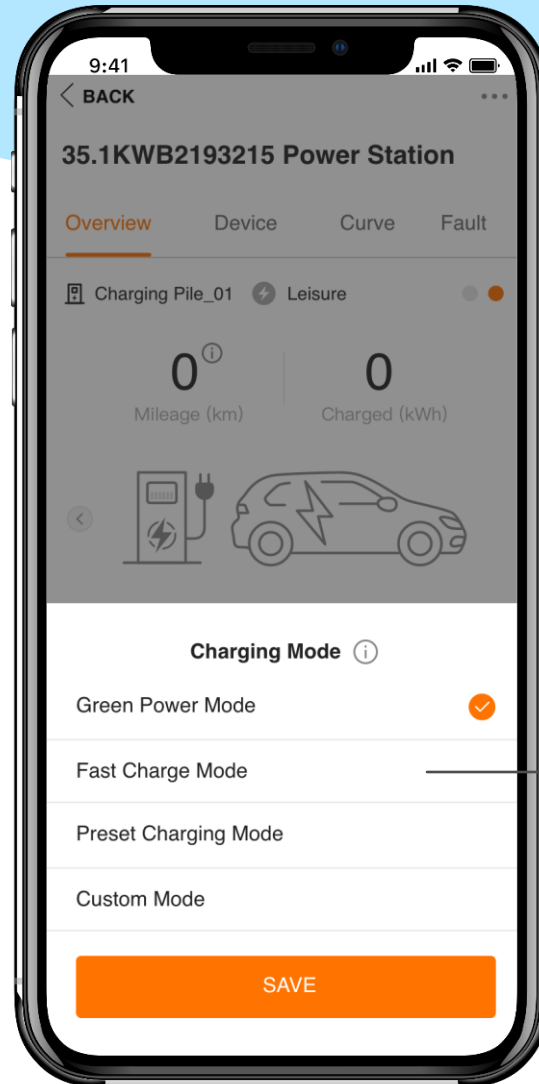 9:41
BACK
35.1KWB2193215 Power Station
Overview Device Curve Fault
Charging Pile_01 Leisure
0 0
Mileage (km) Charged (kWh)
Charging Mode
Green Power Mode
Fast Charge Mode
Preset Charging Mode
Custom Mode
SAVE